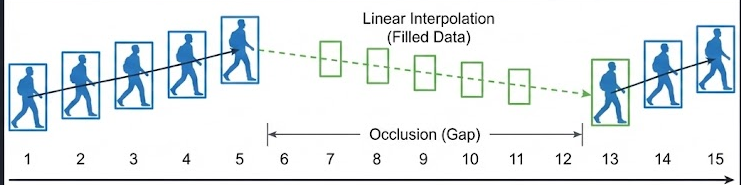 Linear Interpolation
(Filled Data)
Occlusion (Gap)
1 2 3 4 5 6 7 8 9 10 11 12 13 14 15